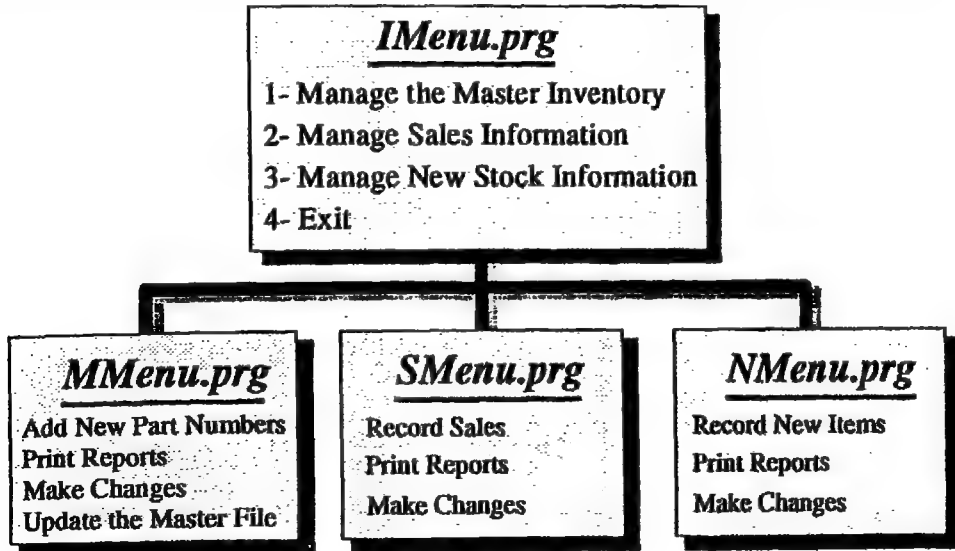 IMenu.prg
1- Manage the Master Inventory
2- Manage Sales Information
3- Manage New Stock Information
4- Exit
MMenu.prg
Add New Part Numbers
Print Reports
Make Changes
Update the Master File
SMenu.prg
Record Sales
Print Reports
Make Changes
NMenu.prg
Record New Items
Print Reports
Make Changes